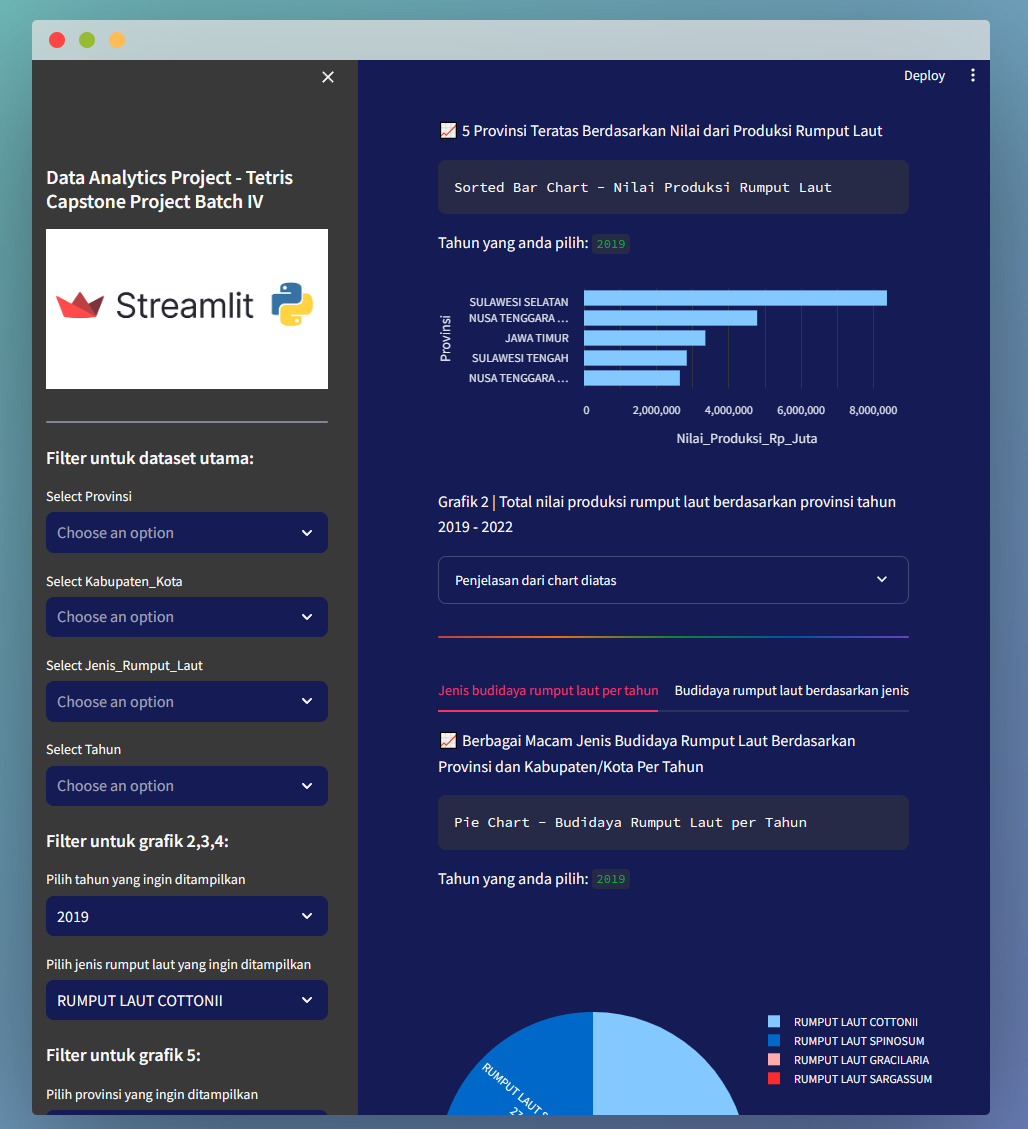 Deploy
Data Analytics Project - Tetris
Capstone Project Batch IV
Streamlit
Filter untuk dataset utama:
Select Provinsi
Choose an option
Select Kabupaten_Kota
Choose an option
Select Jenis_Rumput_Laut
Choose an option
Select Tahun
Choose an option
Filter untuk grafik 2,3,4:
Pilih tahun yang ingin ditampilkan
2019
Pilih jenis rumput laut yang ingin ditampilkan
RUMPUT LAUT COTTONII
Filter untuk grafik 5:
Pilih provinsi yang ingin ditampilkan
📈 5 Provinsi Teratas Berdasarkan Nilai dari Produksi Rumput Laut
Sorted Bar Chart - Nilai Produksi Rumput Laut
Tahun yang anda pilih: 2019
Provinsi
SULAWESI SELATAN
NUSA TENGGARA …
JAWA TIMUR
SULAWESI TENGAH
NUSA TENGGARA …
0 2,000,000 4,000,000 6,000,000 8,000,000
Nilai_Produksi_Rp_Juta
Grafik 2 | Total nilai produksi rumput laut berdasarkan provinsi tahun
2019 - 2022
Penjelasan dari chart diatas
Jenis budidaya rumput laut per tahun Budidaya rumput laut berdasarkan jenis
📈 Berbagai Macam Jenis Budidaya Rumput Laut Berdasarkan
Provinsi dan Kabupaten/Kota Per Tahun
Pie Chart - Budidaya Rumput Laut per Tahun
Tahun yang anda pilih: 2019
RUMPUT LAUT COTTONII
RUMPUT LAUT SPINOSUM
RUMPUT LAUT GRACILARIA
RUMPUT LAUT SARGASSUM
RUMPUT LAUT